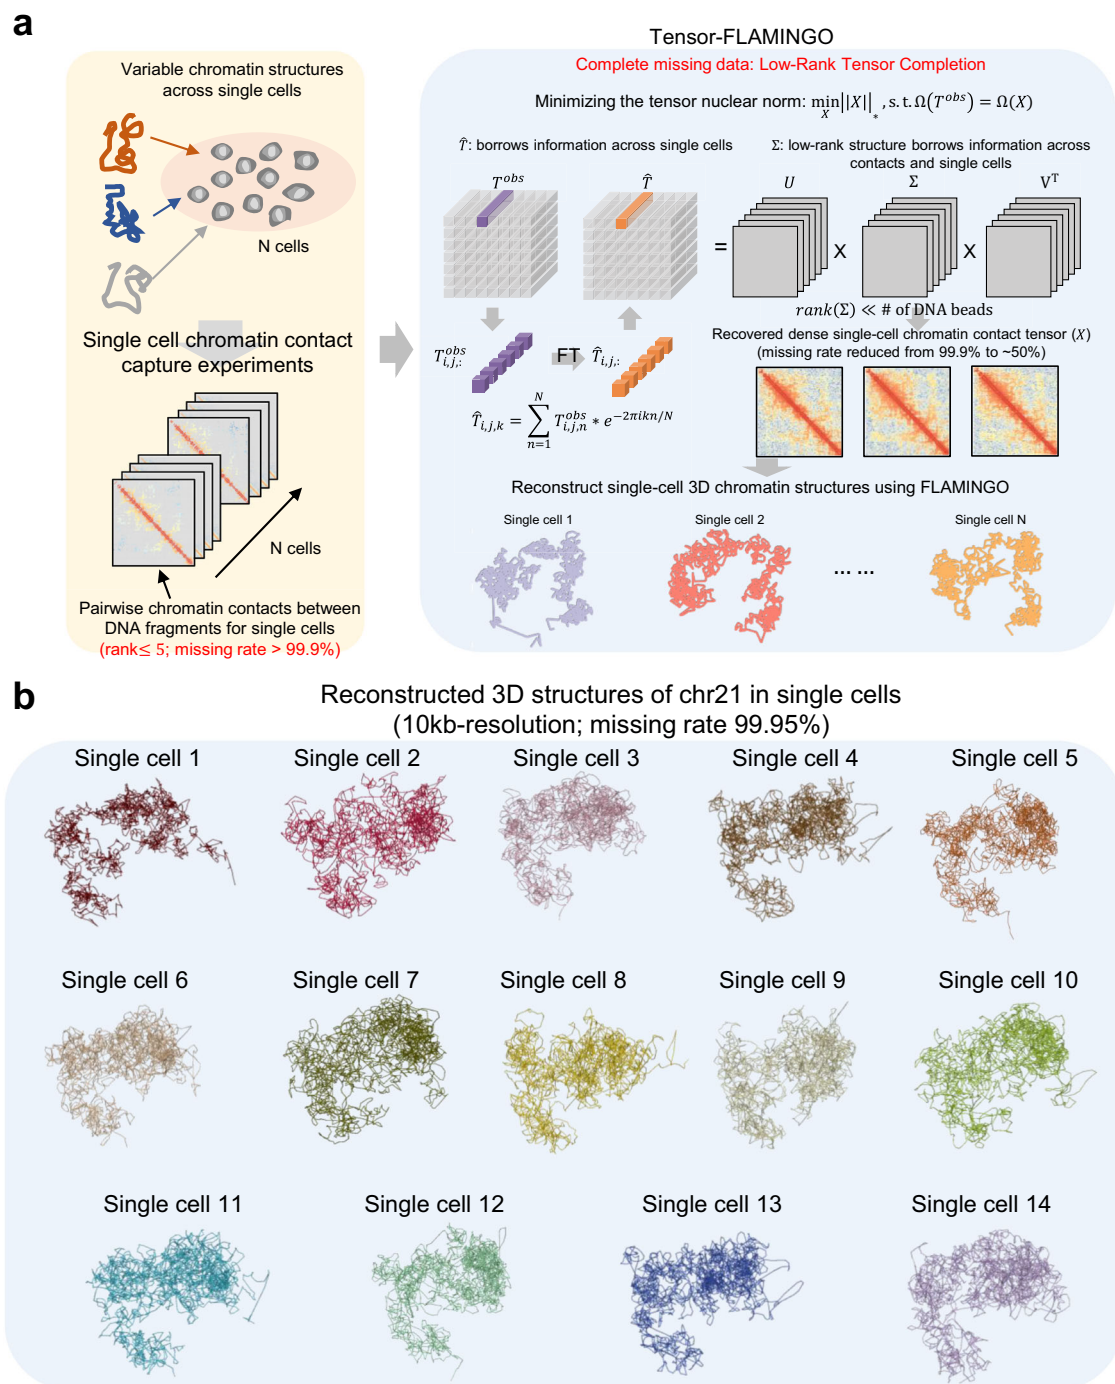 a
Variable chromatin structures
across single cells
N cells
Single cell chromatin contact
capture experiments
N cells
Pairwise chromatin contacts between
DNA fragments for single cells
(rank≤ 5; missing rate > 99.9%)
Tensor-FLAMINGO
Complete missing data: Low-Rank Tensor Completion
Minimizing the tensor nuclear norm: min_X ||X||_*, s.t. Ω(T^{obs}) = Ω(X)
T̂: borrows information across single cells
Σ: low-rank structure borrows information across
contacts and single cells
T^{obs} T̂ U Σ V^T
= X X
rank(Σ) ≪ # of DNA beads
T^{obs}_{i,j,:} FT T̂_{i,j,:}
T̂_{i,j,k} = ∑_{n=1}^{N} T^{obs}_{i,j,n} * e^{-2πikn/N}
Recovered dense single-cell chromatin contact tensor (X)
(missing rate reduced from 99.9% to ~50%)
Reconstruct single-cell 3D chromatin structures using FLAMINGO
Single cell 1 Single cell 2 Single cell N
... ...
b
Reconstructed 3D structures of chr21 in single cells
(10kb-resolution; missing rate 99.95%)
Single cell 1 Single cell 2 Single cell 3 Single cell 4 Single cell 5
Single cell 6 Single cell 7 Single cell 8 Single cell 9 Single cell 10
Single cell 11 Single cell 12 Single cell 13 Single cell 14